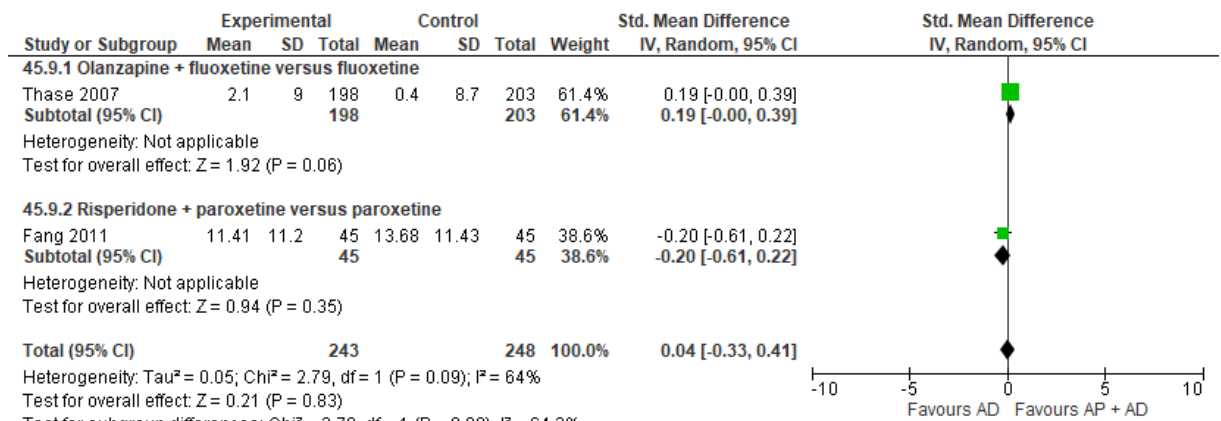 Experimental Control Std. Mean Difference Std. Mean Difference
Study or Subgroup Mean SD Total Mean SD Total Weight IV, Random, 95% CI IV, Random, 95% CI
45.9.1 Olanzapine + fluoxetine versus fluoxetine
Thase 2007 2.1 9 198 0.4 8.7 203 61.4% 0.19 [-0.00, 0.39]
Subtotal (95% CI) 198 203 61.4% 0.19 [-0.00, 0.39]
Heterogeneity: Not applicable
Test for overall effect: Z = 1.92 (P = 0.06)
45.9.2 Risperidone + paroxetine versus paroxetine
Fang 2011 11.41 11.2 45 13.68 11.43 45 38.6% -0.20 [-0.61, 0.22]
Subtotal (95% CI) 45 45 38.6% -0.20 [-0.61, 0.22]
Heterogeneity: Not applicable
Test for overall effect: Z = 0.94 (P = 0.35)
Total (95% CI) 243 248 100.0% 0.04 [-0.33, 0.41]
Heterogeneity: Tau² = 0.05; Chi² = 2.79, df = 1 (P = 0.09); I² = 64%
Test for overall effect: Z = 0.21 (P = 0.83)
-10 -5 0 5 10
Favours AD Favours AP + AD